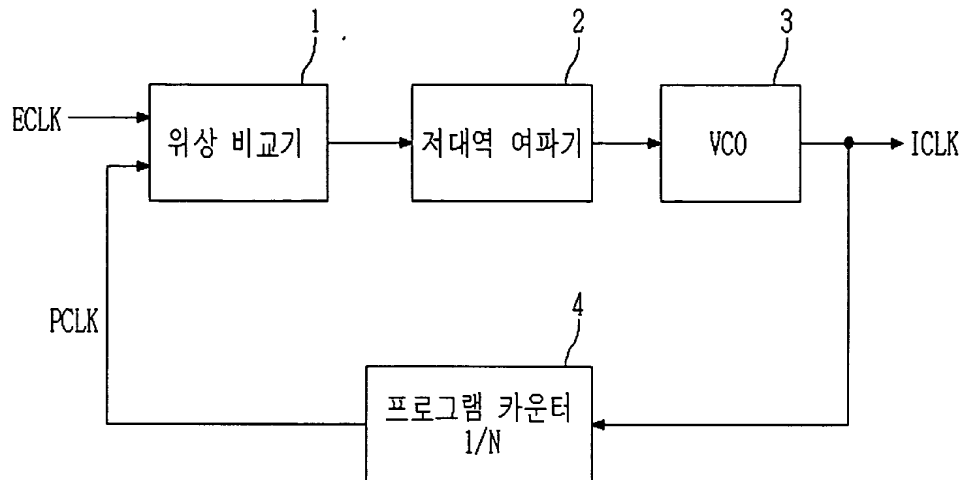 1
2
3
ECLK
위상 비교기
저대역 여파기
VCO
ICLK
PCLK
4
프로그램 카운터
1/N